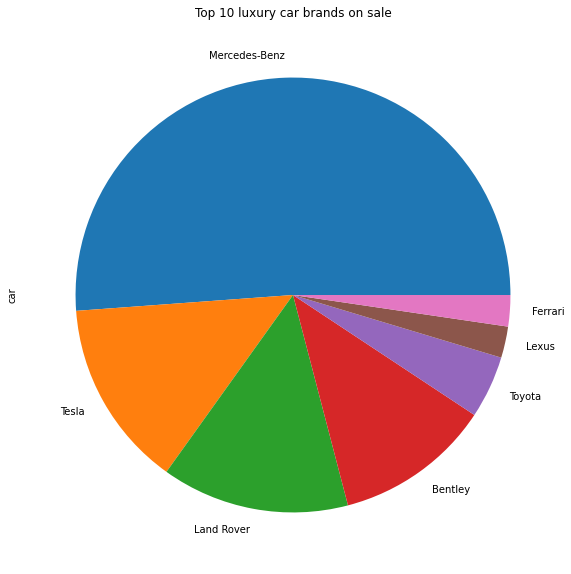 Top 10 luxury car brands on sale
Mercedes-Benz
car
Ferrari
Lexus
Toyota
Tesla
Bentley
Land Rover